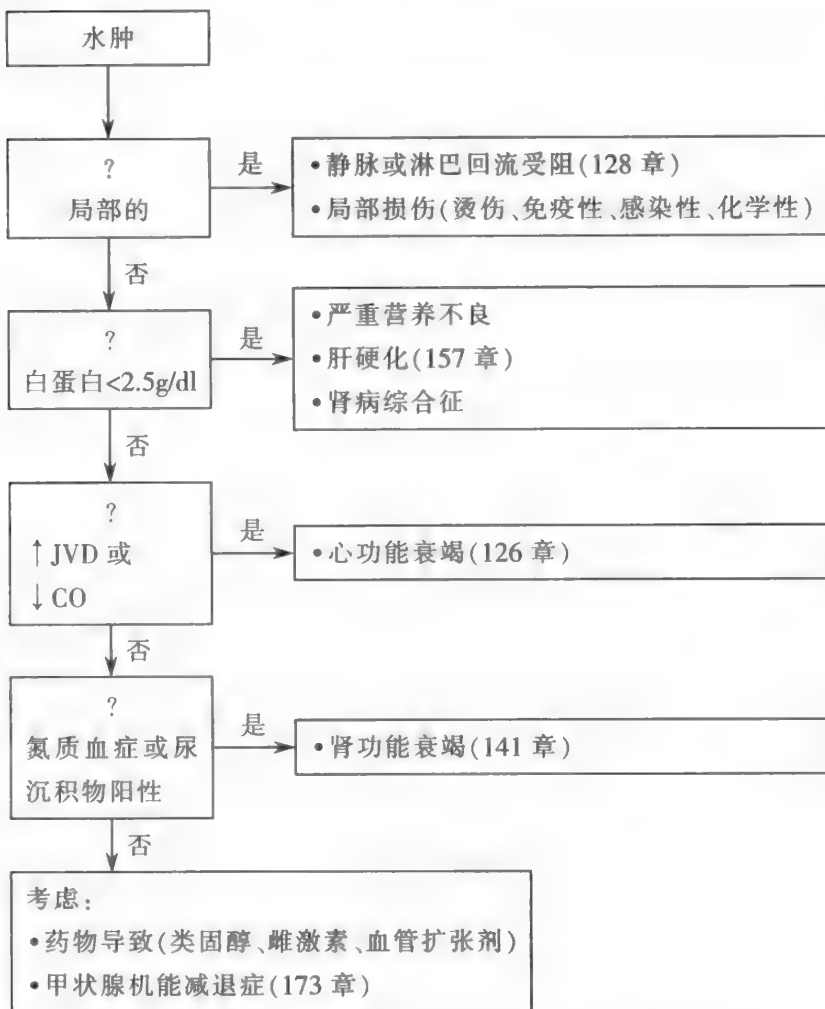 水肿
?
局部的
是
•静脉或淋巴回流受阻(128 章)
•局部损伤(烫伤、免疫性、感染性、化学性)
否
?
白蛋白<2.5g/dl
是
•严重营养不良
•肝硬化(157 章)
•肾病综合征
否
?
↑JVD 或
↓CO
是
•心功能衰竭(126 章)
否
?
氮质血症或尿
沉积物阳性
是
•肾功能衰竭(141 章)
否
考虑:
•药物导致(类固醇、雌激素、血管扩张剂)
•甲状腺机能减退症(173 章)